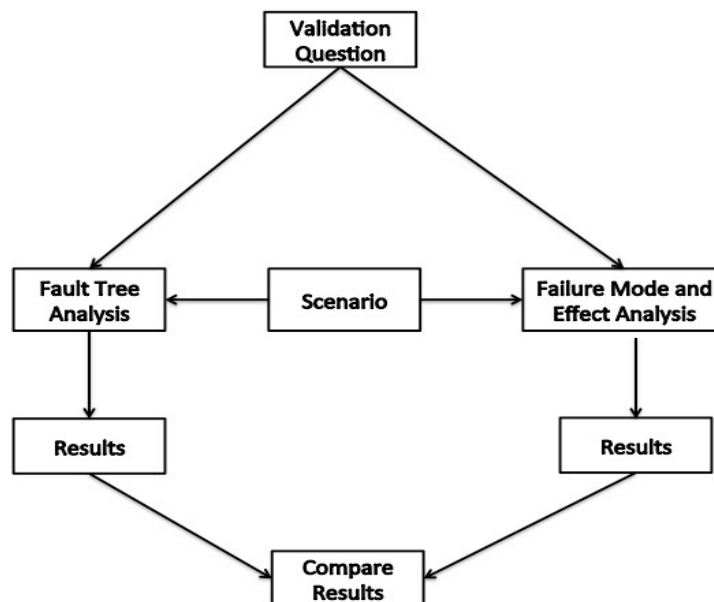 Validation
Question
Fault Tree
Analysis
Scenario
Failure Mode and
Effect Analysis
Results
Results
Compare
Results